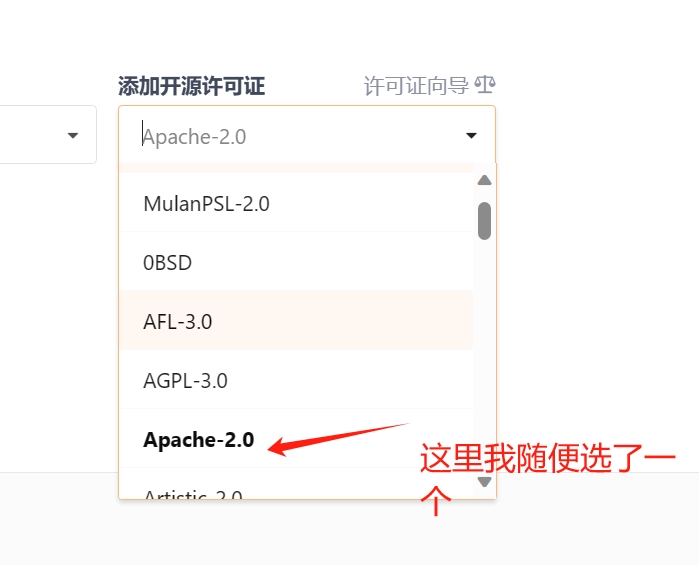 添加开源许可证 许可证向导
Apache-2.0
MulanPSL-2.0
0BSD
AFL-3.0
AGPL-3.0
Apache-2.0
Artistic-2.0
这里我随便选了一
个